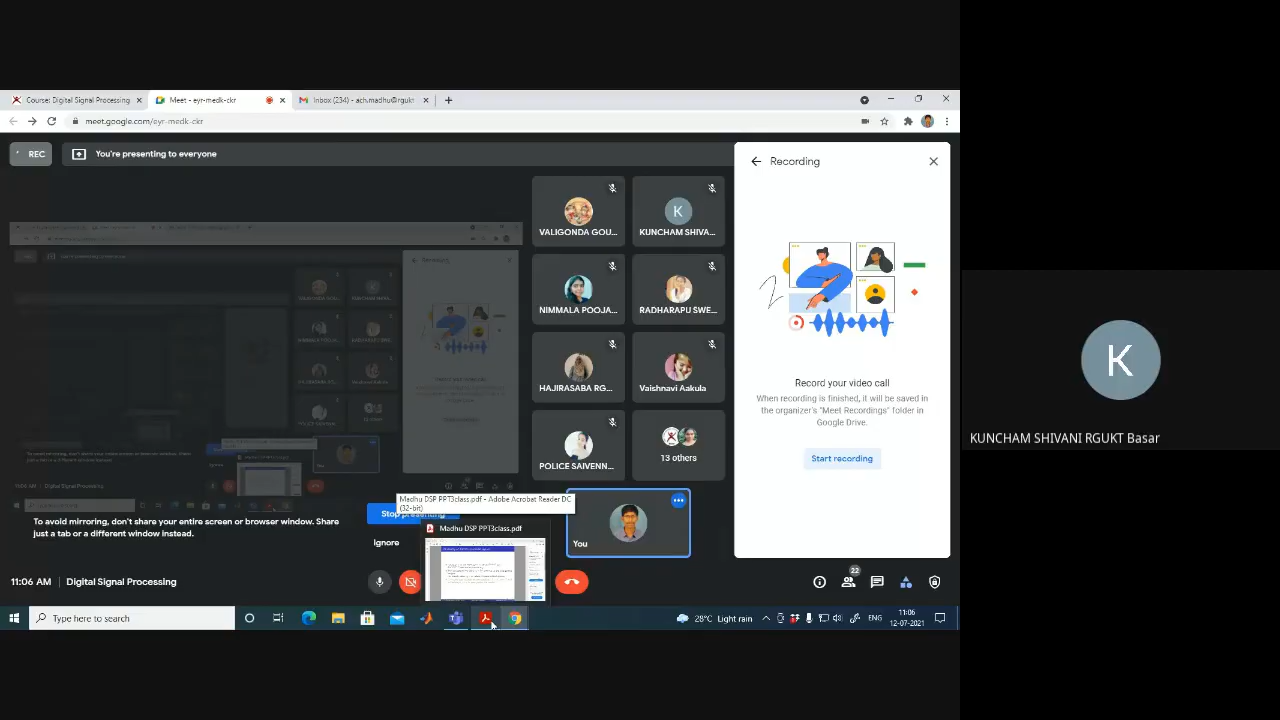 Course: Digital Signal Processing
Meet - eyr-medk-ckr
Inbox (234) - ach.madhu@rgukt
meet.google.com/eyr-medk-ckr
REC
You're presenting to everyone
Recording
VALIGONDA GOU...
K
KUNCHAM SHIVA...
NIMMALA POOJA...
RADHARAPU SWE...
HAJIRASABA RG...
Vaishnavi Aakula
POLICE SAIVENN...
13 others
Record your video call
When recording is finished, it will be saved in
the organizer's "Meet Recordings" folder in
Google Drive.
Start recording
K
KUNCHAM SHIVANI RGUKT Basar
Madhu DSP PPT3class.pdf - Adobe Acrobat Reader DC
(32-bit)
To avoid mirroring, don't share your entire screen or browser window. Share
just a tab or a different window instead.
Stop presenting
Ignore
Madhu DSP PPT3class.pdf
You
11:06 AM
Digital Signal Processing
22
Type here to search
28°C Light rain
ENG
11:06
12-07-2021